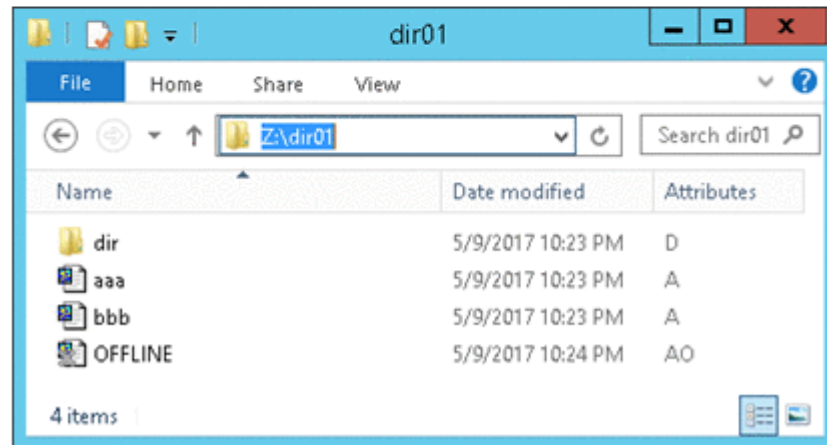 dir01
File Home Share View
Z:\dir01 Search dir01
Name Date modified Attributes
dir 5/9/2017 10:23 PM D
aaa 5/9/2017 10:23 PM A
bbb 5/9/2017 10:23 PM A
OFFLINE 5/9/2017 10:24 PM AO
4 items